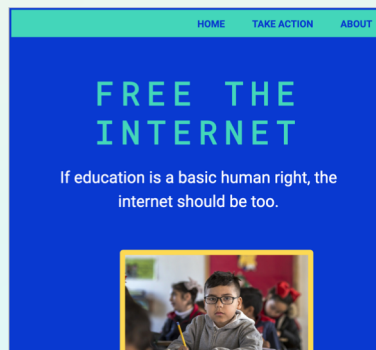 HOME TAKE ACTION ABOUT
FREE THE
INTERNET
If education is a basic human right, the
internet should be too.